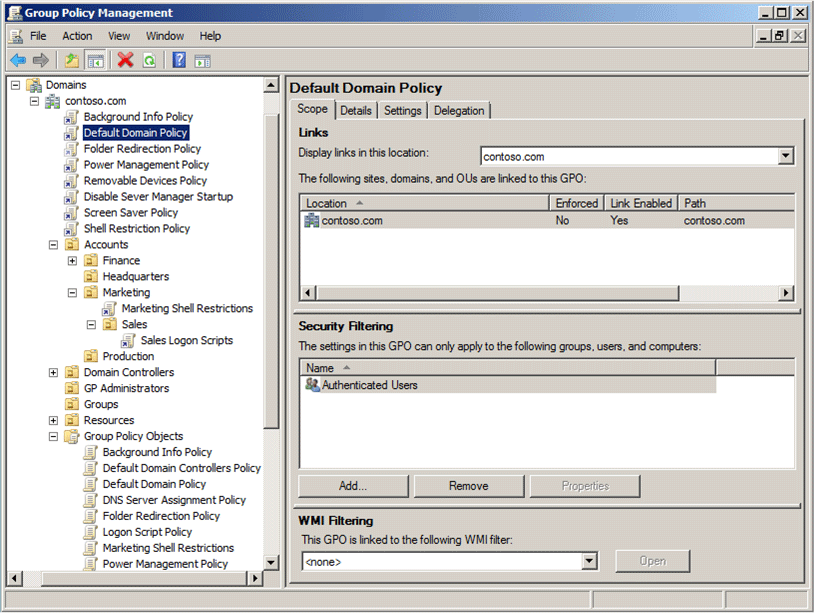 Group Policy Management
File Action View Window Help
Domains
contoso.com
Background Info Policy
Default Domain Policy
Folder Redirection Policy
Power Management Policy
Removable Devices Policy
Disable Sever Manager Startup
Screen Saver Policy
Shell Restriction Policy
Accounts
Finance
Headquarters
Marketing
Marketing Shell Restrictions
Sales
Sales Logon Scripts
Production
Domain Controllers
GP Administrators
Groups
Resources
Group Policy Objects
Background Info Policy
Default Domain Controllers Policy
Default Domain Policy
DNS Server Assignment Policy
Folder Redirection Policy
Logon Script Policy
Marketing Shell Restrictions
Power Management Policy
Default Domain Policy
Scope Details Settings Delegation
Links
Display links in this location: contoso.com
The following sites, domains, and OUs are linked to this GPO:
Location Enforced Link Enabled Path
contoso.com No Yes contoso.com
Security Filtering
The settings in this GPO can only apply to the following groups, users, and computers:
Name
Authenticated Users
Add... Remove Properties
WMI Filtering
This GPO is linked to the following WMI filter:
<none> Open